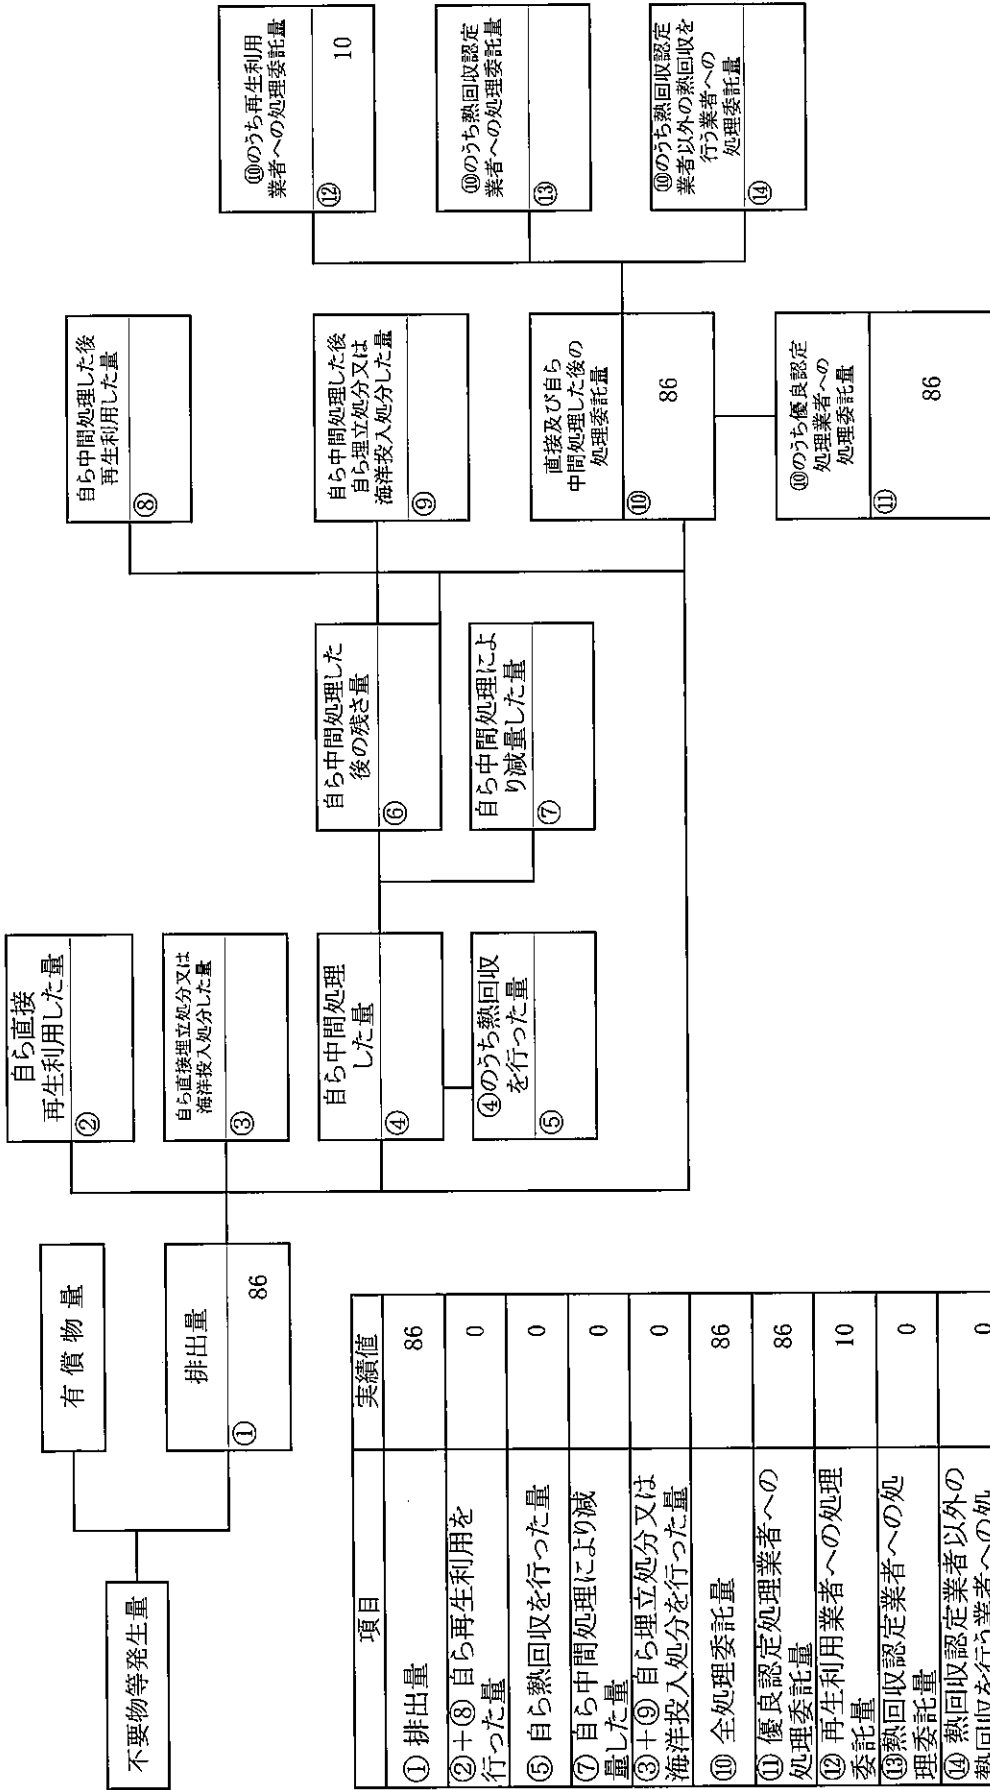 不要物等発生量
有償物量
排出量
①
86
自ら直接
再生利用した量
②
自ら直接埋立処分又は
海洋投入処分した量
③
自ら中間処理
した量
④
④のうち熱回収
を行った量
⑤
自ら中間処理した
後の残さ量
⑥
自ら中間処理によ
り減量した量
⑦
自ら中間処理した後
再生利用した量
⑧
自ら中間処理した後
自ら埋立処分又は
海洋投入処分した量
⑨
直接及び自ら
中間処理した後の
処理委託量
⑩
86
⑩のうち優良認定
処理業者への
処理委託量
⑪
86
⑩のうち再生利用
業者への処理委託量
⑫
10
⑩のうち熱回収認定
業者への処理委託量
⑬
⑩のうち熱回収認定
業者以外の熱回収を
行う業者への
処理委託量
⑭
項目 実績値
① 排出量 86
②+⑧ 自ら再生利用を
行った量 0
⑤ 自ら熱回収を行った量 0
⑦ 自ら中間処理により減
量した量 0
③+⑨ 自ら埋立処分又は
海洋投入処分を行った量 0
⑩ 全処理委託量 86
⑪ 優良認定処理業者への
処理委託量 86
⑫ 再生利用業者への処理
委託量 10
⑬熱回収認定業者への処
理委託量 0
⑭ 熱回収認定業者以外の
熱回収を行う業者への処 0